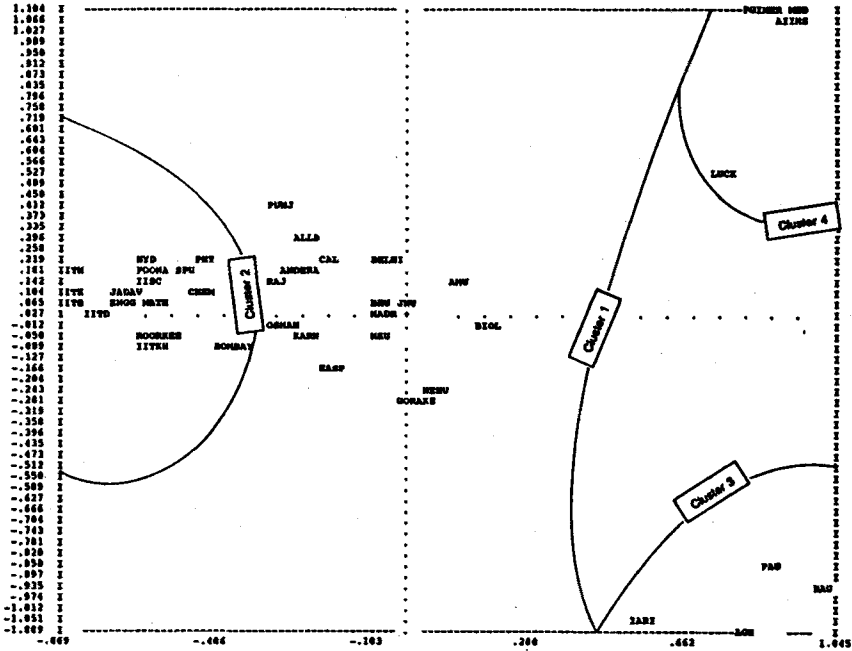 1.104 PGIMER MED
1.066 AIIMS
1.027
.989
.950
.912
.873
.835
.796
.758
.719
.681
.643
.604
.566
.527 LUCK
.489
.450
.412 PUNJ
.373
.335 Cluster 4
.296 ALLD
.258
.219 HYD PHY CAL DELHI
.181 IITM POONA SPU ANDHRA
.142 IISC Cluster 2 RAJ AMU
.104 IITK JADAV CHEM
.065 IITB ENGG MATH BHU JNU Cluster 1
.027 IITD MADR
-.012 OSMAN BIOL
-.050 ROORKEE KARN MSU
-.089 IITKH BOMBAY
-.127
-.166 KASP
-.204
-.243 NEHU
-.281 GORAKH
-.319
-.358
-.396
-.435
-.473
-.512
-.550
-.589 Cluster 3
-.627
-.666
-.704
-.743
-.781
-.820
-.858 PAU
-.897
-.935 HAU
-.974
-1.012
-1.051 IARI
-1.089
-.869 -.486 -.103 .280 .662 1.045